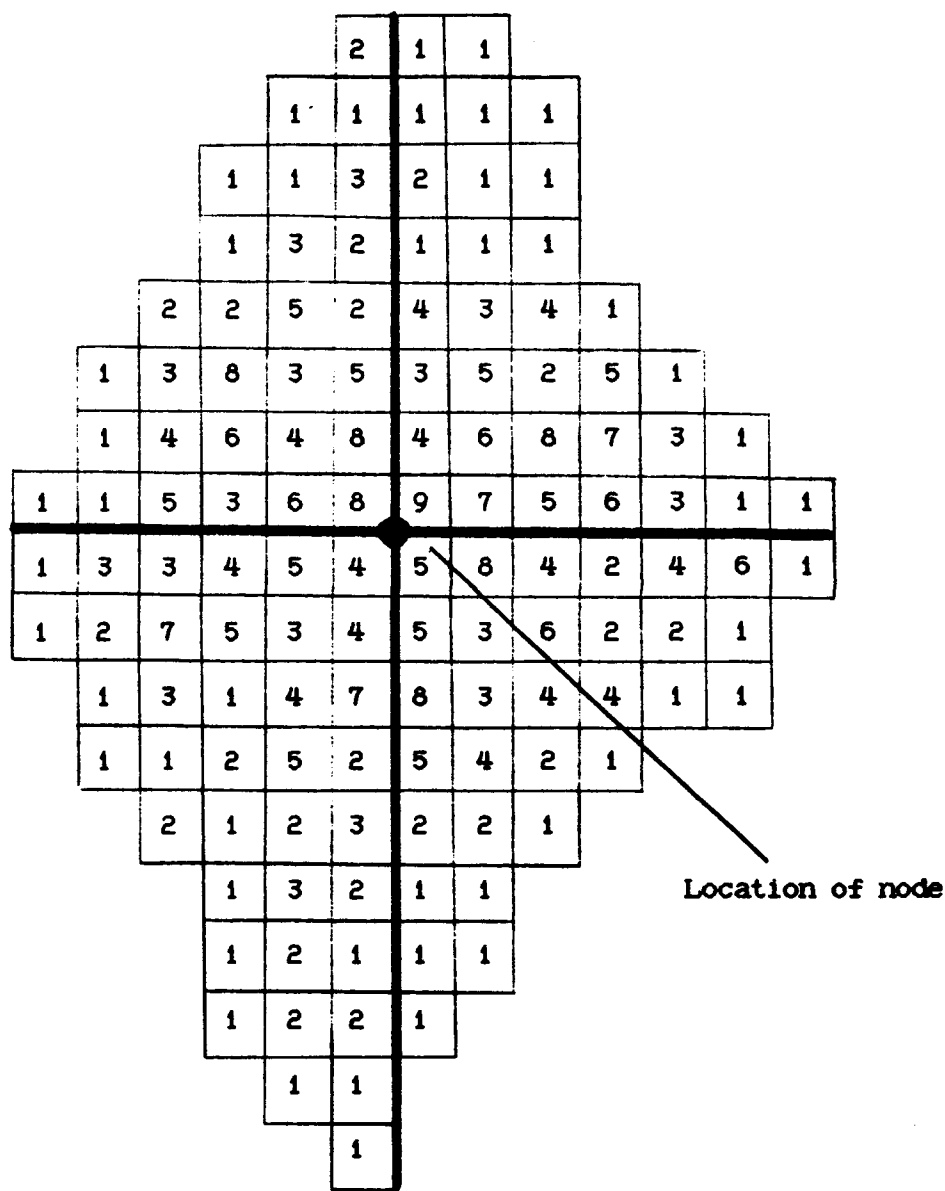 2 1 1
1 1 1 1 1
1 1 3 2 1 1
1 3 2 1 1 1
2 2 5 2 4 3 4 1
1 3 8 3 5 3 5 2 5 1
1 4 6 4 8 4 6 8 7 3 1
1 1 5 3 6 8 9 7 5 6 3 1 1
1 3 3 4 5 4 5 8 4 2 4 6 1
1 2 7 5 3 4 5 3 6 2 2 1
1 3 1 4 7 8 3 4 4 1 1
1 1 2 5 2 5 4 2 1
2 1 2 3 2 2 1
1 3 2 1 1
Location of node
1 2 1 1 1
1 2 2 1
1 1
1